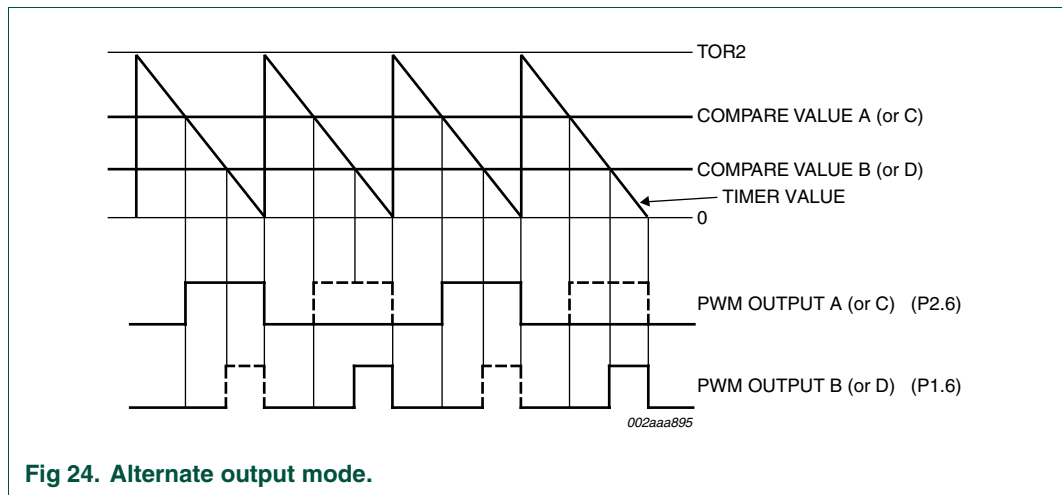 TOR2
COMPARE VALUE A (or C)
COMPARE VALUE B (or D)
TIMER VALUE
0
PWM OUTPUT A (or C) (P2.6)
PWM OUTPUT B (or D) (P1.6)
002aaa895
Fig 24. Alternate output mode.